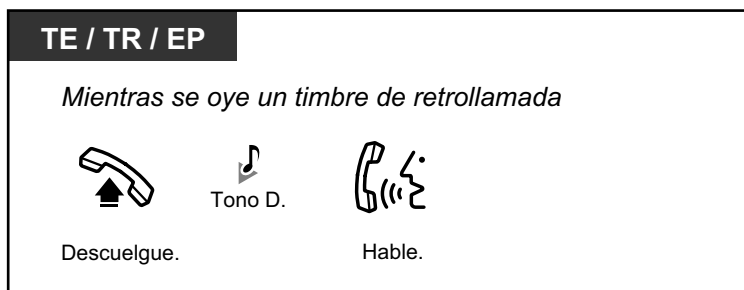 TE / TR / EP
Mientras se oye un timbre de retrollamada
Tono D.
Descuelgue.
Hable.